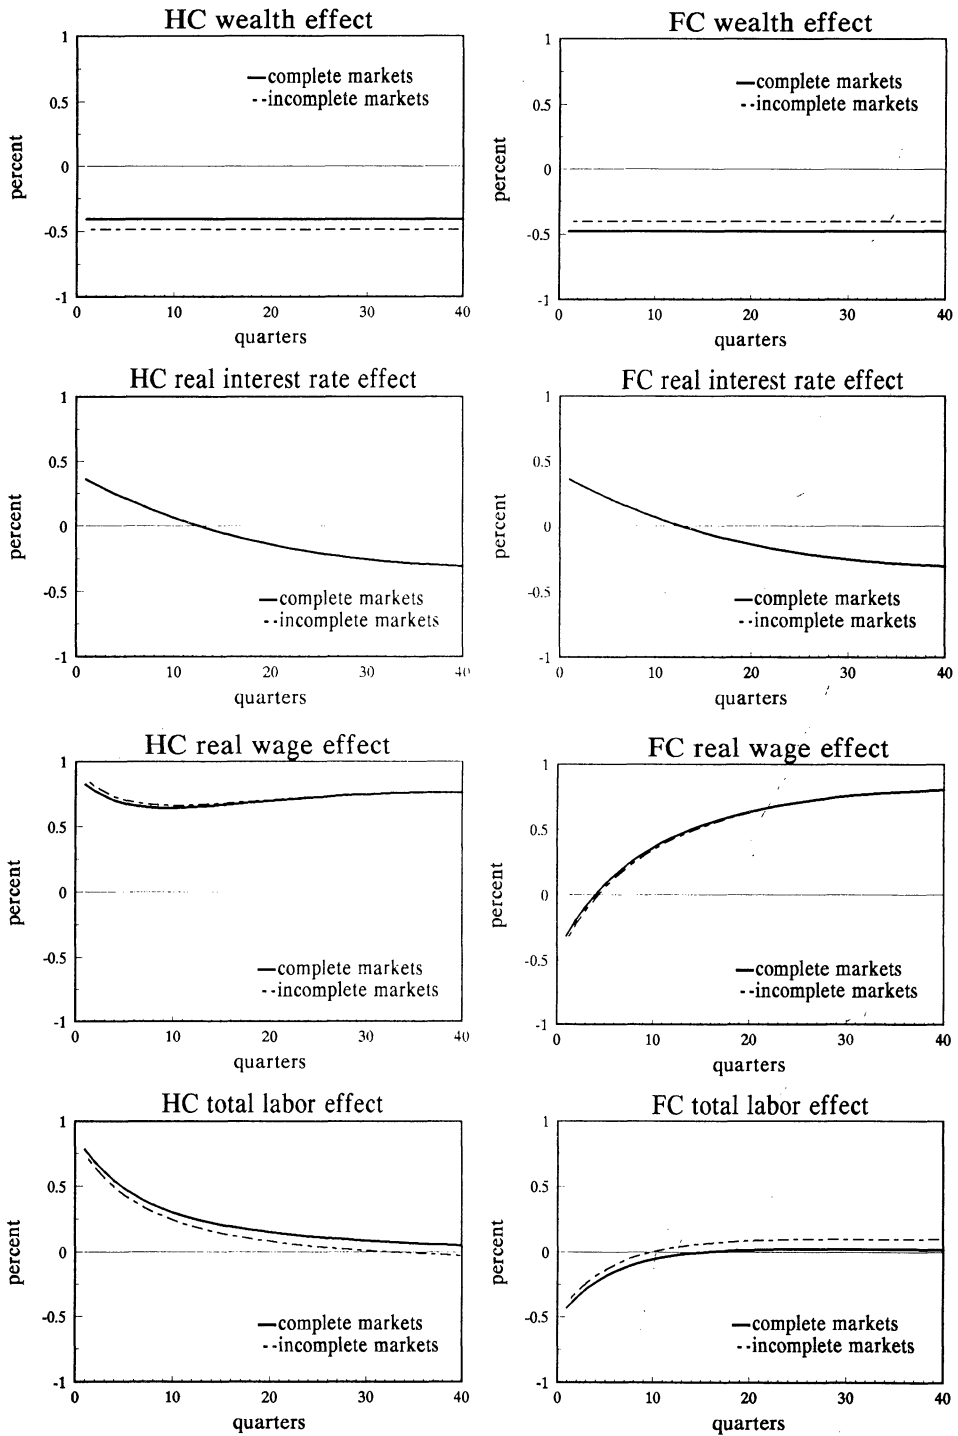 HC wealth effect
1
0.5
0
-0.5
-1
percent
complete markets
incomplete markets
0 10 20 30 40
quarters
FC wealth effect
1
0.5
0
-0.5
-1
percent
complete markets
incomplete markets
0 10 20 30 40
quarters
HC real interest rate effect
1
0.5
0
-0.5
-1
percent
complete markets
incomplete markets
0 10 20 30 40
quarters
FC real interest rate effect
1
0.5
0
-0.5
-1
percent
complete markets
incomplete markets
0 10 20 30 40
quarters
HC real wage effect
1
0.5
0
-0.5
-1
percent
complete markets
incomplete markets
0 10 20 30 40
quarters
FC real wage effect
1
0.5
0
-0.5
-1
percent
complete markets
incomplete markets
0 10 20 30 40
quarters
HC total labor effect
1
0.5
0
-0.5
-1
percent
complete markets
incomplete markets
0 10 20 30 40
quarters
FC total labor effect
1
0.5
0
-0.5
-1
percent
complete markets
incomplete markets
0 10 20 30 40
quarters